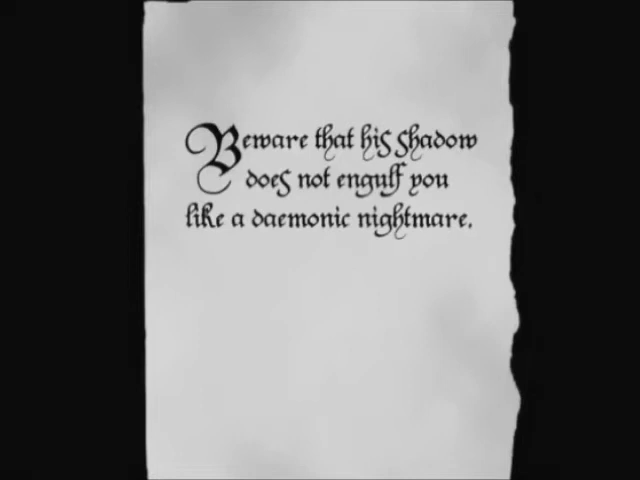 Beware that his shadow
does not engulf you
like a daemonic nightmare.